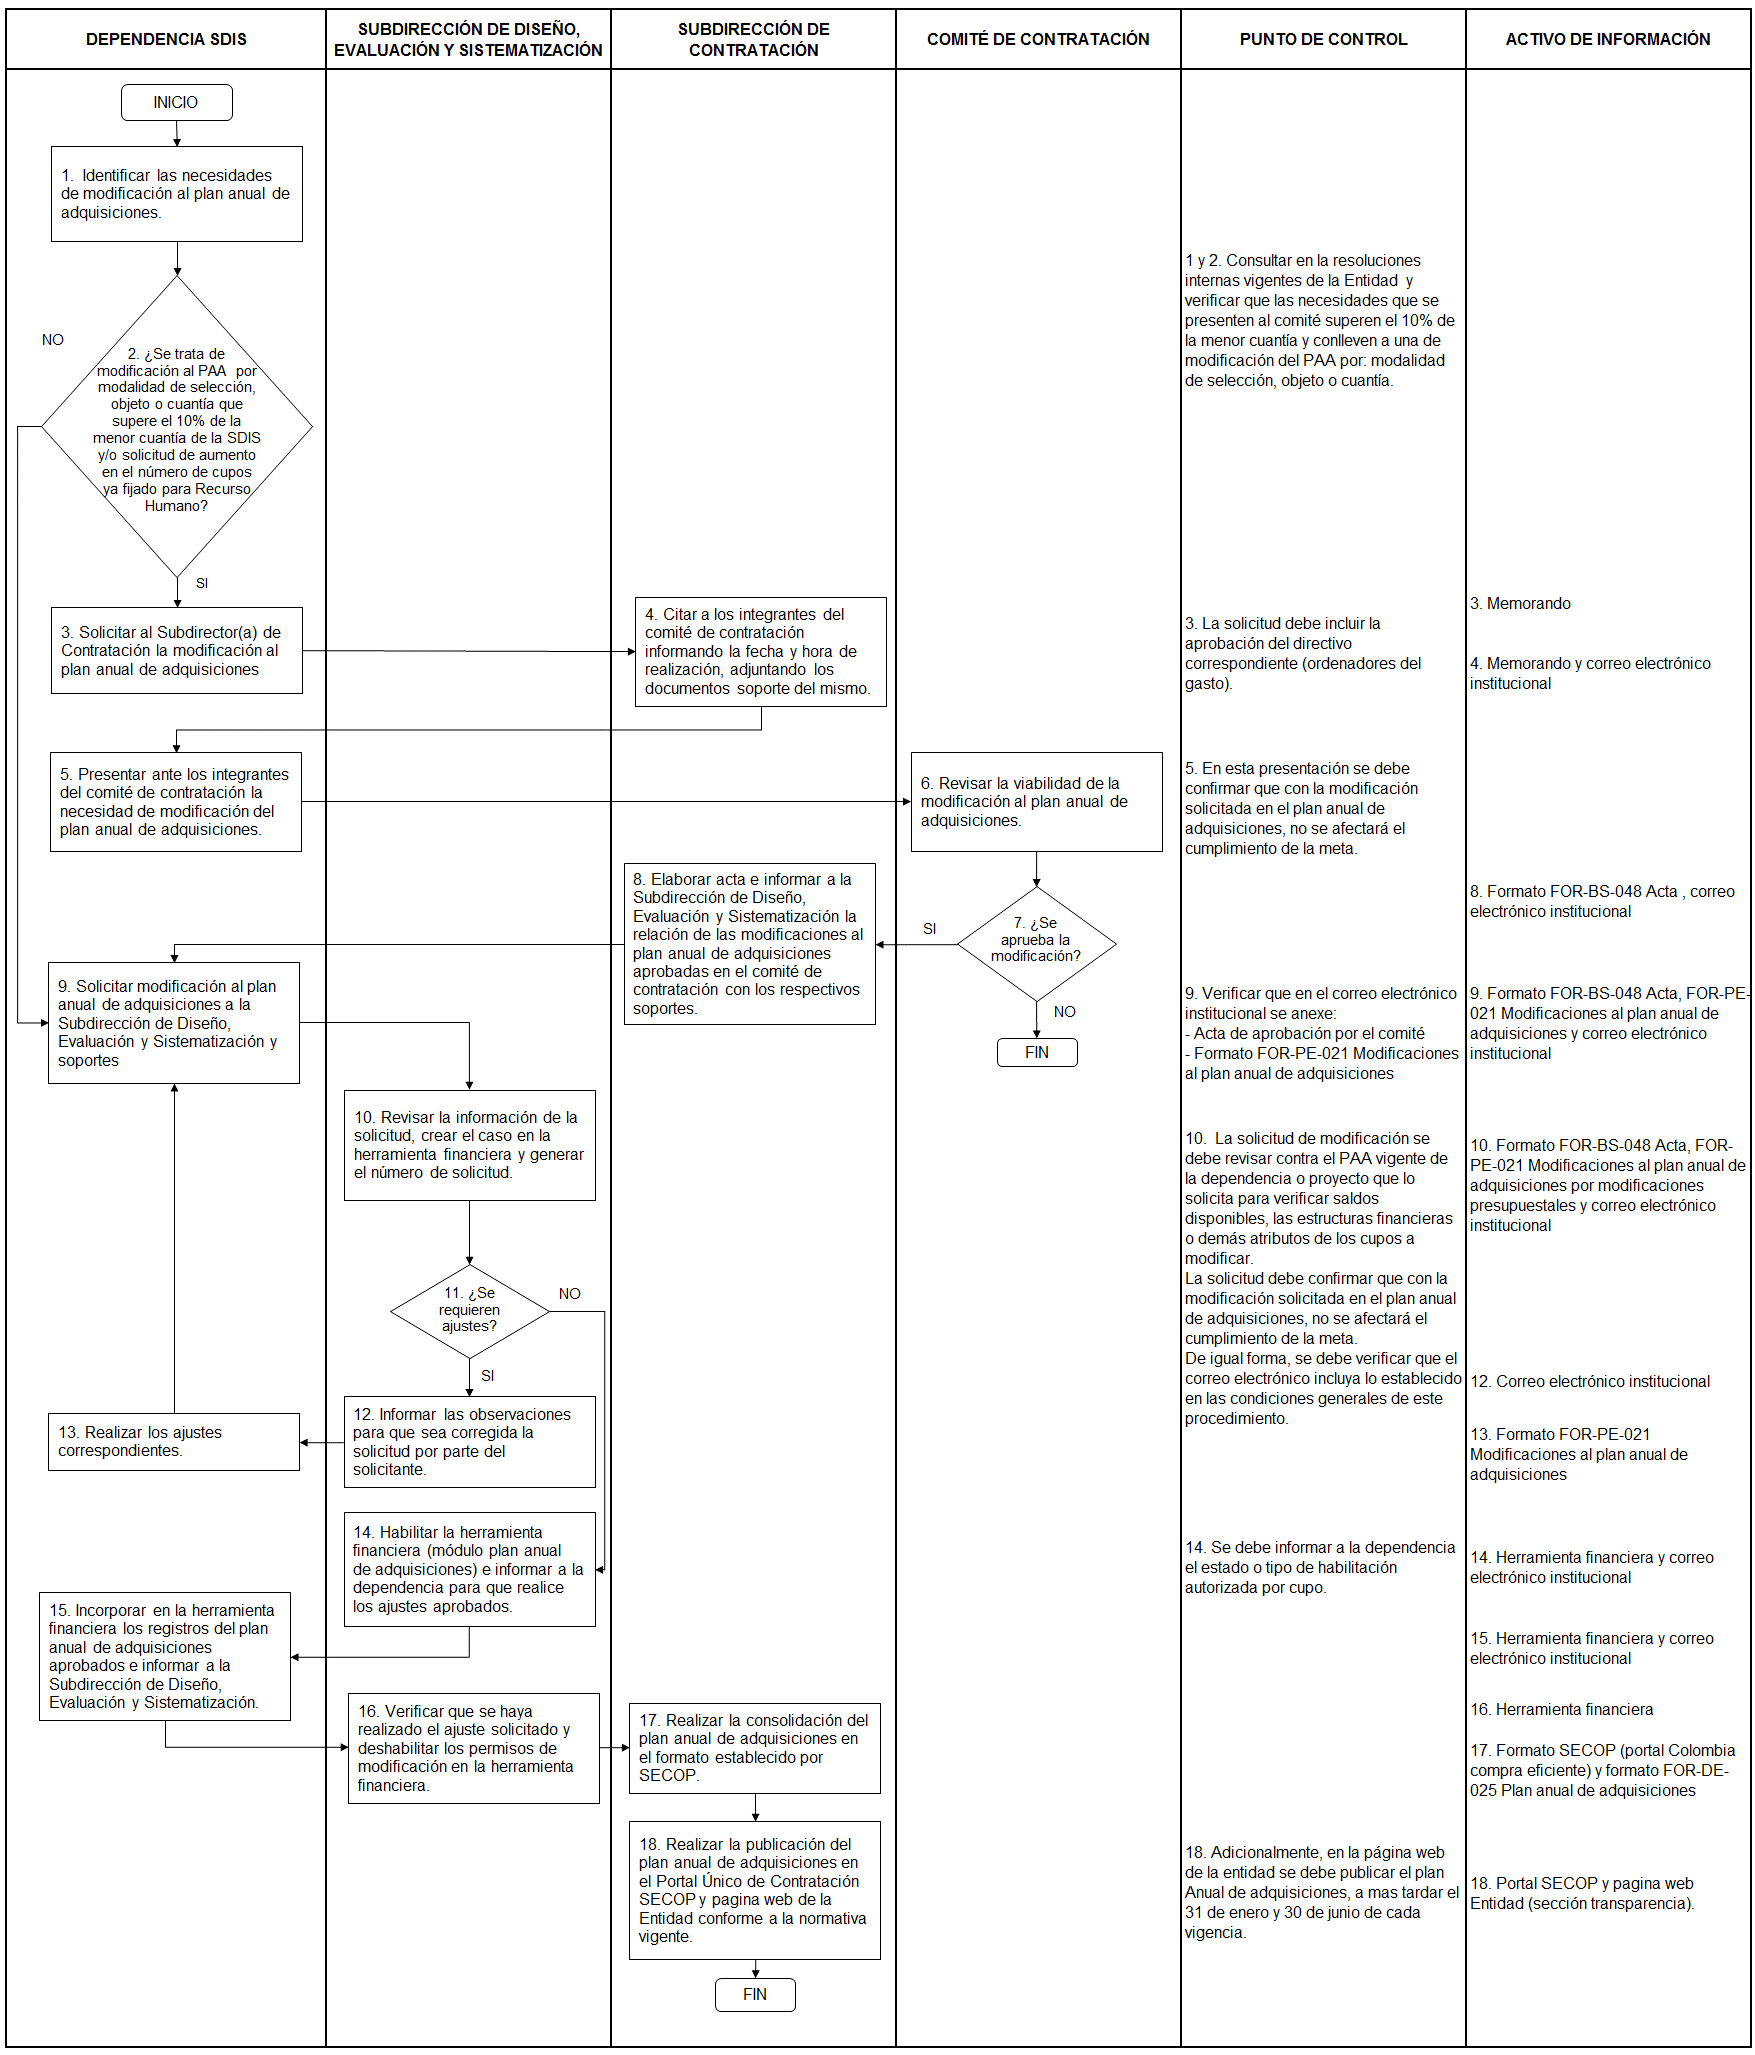 DEPENDENCIA SDIS
SUBDIRECCIÓN DE DISEÑO,
EVALUACIÓN Y SISTEMATIZACIÓN
SUBDIRECCIÓN DE
CONTRATACIÓN
COMITÉ DE CONTRATACIÓN
PUNTO DE CONTROL
ACTIVO DE INFORMACIÓN
INICIO
1. Identificar las necesidades
de modificación al plan anual de
adquisiciones.
NO
2. ¿Se trata de
modificación al PAA por
modalidad de selección,
objeto o cuantía que
supere el 10% de la
menor cuantía de la SDIS
y/o solicitud de aumento
en el número de cupos
ya fijado para Recurso
Humano?
SI
1 y 2. Consultar en la resoluciones
internas vigentes de la Entidad y
verificar que las necesidades que se
presenten al comité superen el 10% de
la menor cuantía y conlleven a una de
modificación del PAA por: modalidad
de selección, objeto o cuantía.
3. Solicitar al Subdirector(a) de
Contratación la modificación al
plan anual de adquisiciones
4. Citar a los integrantes del
comité de contratación
informando la fecha y hora de
realización, adjuntando los
documentos soporte del mismo.
3. La solicitud debe incluir la
aprobación del directivo
correspondiente (ordenadores del
gasto).
3. Memorando
4. Memorando y correo electrónico
institucional
5. Presentar ante los integrantes
del comité de contratación la
necesidad de modificación del
plan anual de adquisiciones.
6. Revisar la viabilidad de la
modificación al plan anual de
adquisiciones.
5. En esta presentación se debe
confirmar que con la modificación
solicitada en el plan anual de
adquisiciones, no se afectará el
cumplimiento de la meta.
8. Elaborar acta e informar a la
Subdirección de Diseño,
Evaluación y Sistematización la
relación de las modificaciones al
plan anual de adquisiciones
aprobadas en el comité de
contratación con los respectivos
soportes.
SI
7. ¿Se
aprueba la
modificación?
NO
FIN
8. Formato FOR-BS-048 Acta , correo
electrónico institucional
9. Solicitar modificación al plan
anual de adquisiciones a la
Subdirección de Diseño,
Evaluación y Sistematización y
soportes
9. Verificar que en el correo electrónico
institucional se anexe:
- Acta de aprobación por el comité
- Formato FOR-PE-021 Modificaciones
al plan anual de adquisiciones
9. Formato FOR-BS-048 Acta, FOR-PE-
021 Modificaciones al plan anual de
adquisiciones y correo electrónico
institucional
10. Revisar la información de la
solicitud, crear el caso en la
herramienta financiera y generar
el número de solicitud.
10. La solicitud de modificación se
debe revisar contra el PAA vigente de
la dependencia o proyecto que lo
solicita para verificar saldos
disponibles, las estructuras financieras
o demás atributos de los cupos a
modificar.
La solicitud debe confirmar que con la
modificación solicitada en el plan anual
de adquisiciones, no se afectará el
cumplimiento de la meta.
De igual forma, se debe verificar que el
correo electrónico incluya lo establecido
en las condiciones generales de este
procedimiento.
10. Formato FOR-BS-048 Acta, FOR-
PE-021 Modificaciones al plan anual de
adquisiciones por modificaciones
presupuestales y correo electrónico
institucional
11. ¿Se
requieren
ajustes?
NO
SI
12. Informar las observaciones
para que sea corregida la
solicitud por parte del
solicitante.
12. Correo electrónico institucional
13. Realizar los ajustes
correspondientes.
13. Formato FOR-PE-021
Modificaciones al plan anual de
adquisiciones
14. Habilitar la herramienta
financiera (módulo plan anual
de adquisiciones) e informar a la
dependencia para que realice
los ajustes aprobados.
14. Se debe informar a la dependencia
el estado o tipo de habilitación
autorizada por cupo.
14. Herramienta financiera y correo
electrónico institucional
15. Incorporar en la herramienta
financiera los registros del plan
anual de adquisiciones
aprobados e informar a la
Subdirección de Diseño,
Evaluación y Sistematización.
15. Herramienta financiera y correo
electrónico institucional
16. Verificar que se haya
realizado el ajuste solicitado y
deshabilitar los permisos de
modificación en la herramienta
financiera.
16. Herramienta financiera
17. Realizar la consolidación del
plan anual de adquisiciones en
el formato establecido por
SECOP.
17. Formato SECOP (portal Colombia
compra eficiente) y formato FOR-DE-
025 Plan anual de adquisiciones
18. Realizar la publicación del
plan anual de adquisiciones en
el Portal Único de Contratación
SECOP y pagina web de la
Entidad conforme a la normativa
vigente.
18. Adicionalmente, en la página web
de la entidad se debe publicar el plan
Anual de adquisiciones, a mas tardar el
31 de enero y 30 de junio de cada
vigencia.
18. Portal SECOP y pagina web
Entidad (sección transparencia).
FIN